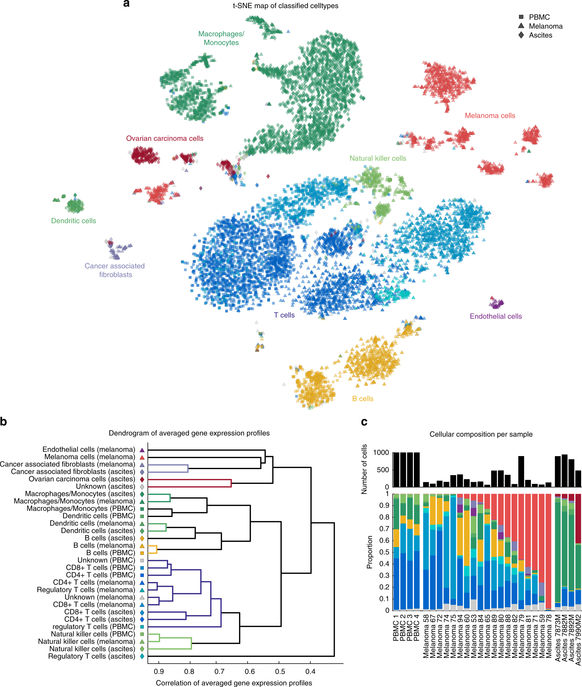 a
t-SNE map of classified celltypes
PBMC
Melanoma
Ascites
Macrophages/
Monocytes
Melanoma cells
Ovarian carcinoma cells
Natural killer cells
Dendritic cells
Cancer associated
fibroblasts
T cells
Endothelial cells
B cells
b
Dendrogram of averaged gene expression profiles
Endothelial cells (melanoma)
Melanoma cells (melanoma)
Cancer associated fibroblasts (melanoma)
Cancer associated fibroblasts (ascites)
Ovarian carcinoma cells (ascites)
Unknown (ascites)
Macrophages/Monocytes (ascites)
Macrophages/Monocytes (melanoma)
Macrophages/Monocytes (PBMC)
Dendritic cells (PBMC)
Dendritic cells (melanoma)
Dendritic cells (ascites)
B cells (ascites)
B cells (melanoma)
B cells (PBMC)
Unknown (PBMC)
CD8+ T cells (PBMC)
CD4+ T cells (PBMC)
CD4+ T cells (melanoma)
Regulatory T cells (melanoma)
Unknown (melanoma)
CD8+ T cells (melanoma)
CD8+ T cells (ascites)
CD4+ T cells (ascites)
regulatory T cells (PBMC)
Natural killer cells (PBMC)
Natural killer cells (melanoma)
Natural killer cells (ascites)
Regulatory T cells (ascites)
0.9 0.8 0.7 0.6 0.5 0.4
Correlation of averaged gene expression profiles
c
Cellular composition per sample
Number of cells
1000
500
0
Proportion
1
0.9
0.8
0.7
0.6
0.5
0.4
0.3
0.2
0.1
0
PBMC 1
PBMC 2
PBMC 3
PBMC 4
Melanoma 58
Melanoma 67
Melanoma 72
Melanoma 74
Melanoma 75
Melanoma 94
Melanoma 60
Melanoma 53
Melanoma 84
Melanoma 65
Melanoma 89
Melanoma 80
Melanoma 88
Melanoma 82
Melanoma 79
Melanoma 81
Melanoma 71
Melanoma 59
Melanoma 78
Ascites 7873M
Ascites 7882M
Ascites 7892M
Ascites 7990M2